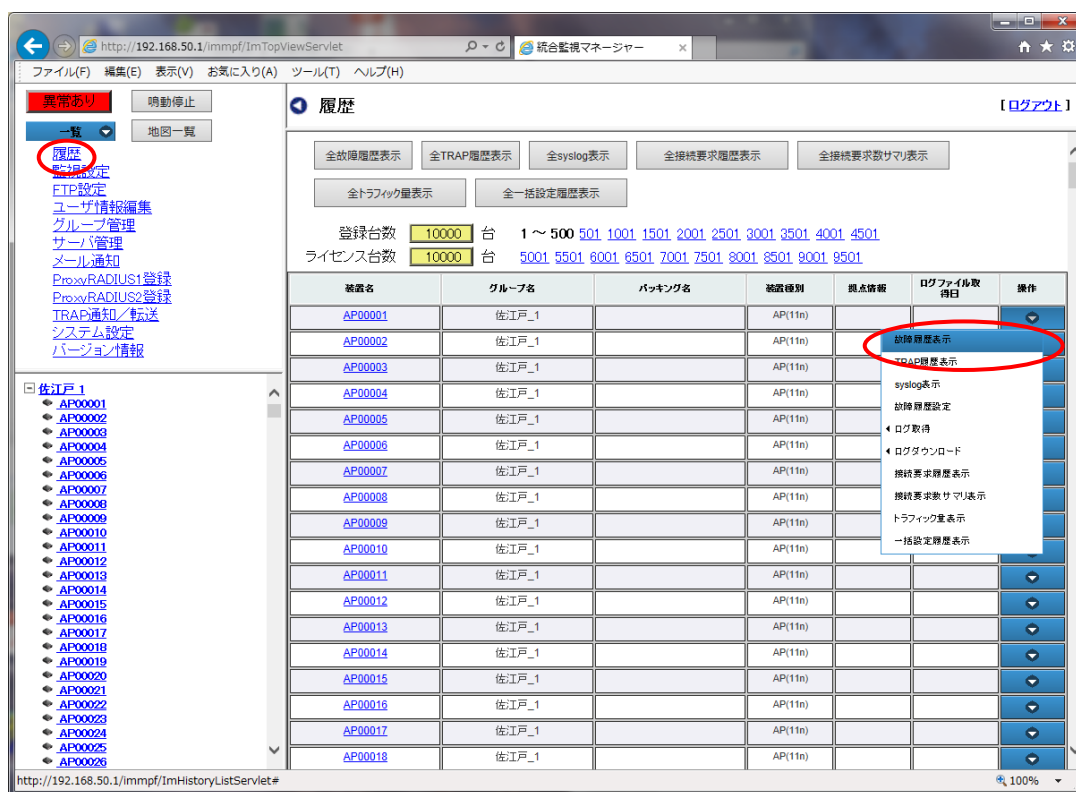 http://192.168.50.1/immpf/ImTopViewServlet
統合監視マネージャー
ファイル(F) 編集(E) 表示(V) お気に入り(A) ツール(T) ヘルプ(H)
異常あり 鳴動停止
一覧 地図一覧
履歴
監視設定
FTP設定
ユーザ情報編集
グループ管理
サーバ管理
メール通知
ProxyRADIUS1登録
ProxyRADIUS2登録
TRAP通知／転送
システム設定
バージョン情報
佐江戸 1
AP00001
AP00002
AP00003
AP00004
AP00005
AP00006
AP00007
AP00008
AP00009
AP00010
AP00011
AP00012
AP00013
AP00014
AP00015
AP00016
AP00017
AP00018
AP00019
AP00020
AP00021
AP00022
AP00023
AP00024
AP00025
AP00026
履歴 [ログアウト]
全故障履歴表示 全TRAP履歴表示 全syslog表示 全接続要求履歴表示 全接続要求数サマリ表示
全トラフィック量表示 全一括設定履歴表示
登録台数 10000 台 1 ～ 500 501 1001 1501 2001 2501 3001 3501 4001 4501
ライセンス台数 10000 台 5001 5501 6001 6501 7001 7501 8001 8501 9001 9501
装置名 グループ名 バッキング名 装置種別 拠点情報 ログファイル取得日 操作
AP00001 佐江戸_1 AP(11n)
AP00002 佐江戸_1 AP(11n)
AP00003 佐江戸_1 AP(11n)
AP00004 佐江戸_1 AP(11n)
AP00005 佐江戸_1 AP(11n)
AP00006 佐江戸_1 AP(11n)
AP00007 佐江戸_1 AP(11n)
AP00008 佐江戸_1 AP(11n)
AP00009 佐江戸_1 AP(11n)
AP00010 佐江戸_1 AP(11n)
AP00011 佐江戸_1 AP(11n)
AP00012 佐江戸_1 AP(11n)
AP00013 佐江戸_1 AP(11n)
AP00014 佐江戸_1 AP(11n)
AP00015 佐江戸_1 AP(11n)
AP00016 佐江戸_1 AP(11n)
AP00017 佐江戸_1 AP(11n)
AP00018 佐江戸_1 AP(11n)
故障履歴表示
TRAP履歴表示
syslog表示
故障履歴設定
ログ取得
ログダウンロード
接続要求履歴表示
接続要求数サマリ表示
トラフィック量表示
一括設定履歴表示
http://192.168.50.1/immpf/ImHistoryListServlet#
100%